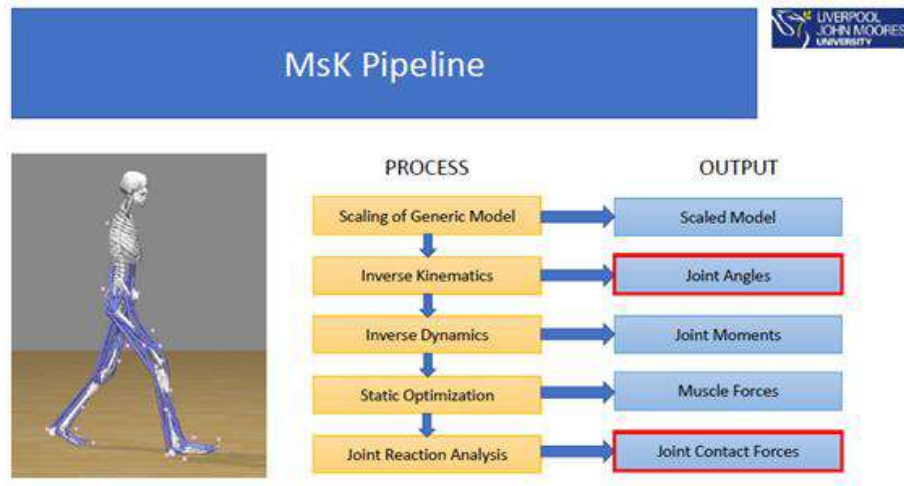 MsK Pipeline
LIVERPOOL
JOHN MOORES
UNIVERSITY
PROCESS
OUTPUT
Scaling of Generic Model
Scaled Model
Inverse Kinematics
Joint Angles
Inverse Dynamics
Joint Moments
Static Optimization
Muscle Forces
Joint Reaction Analysis
Joint Contact Forces